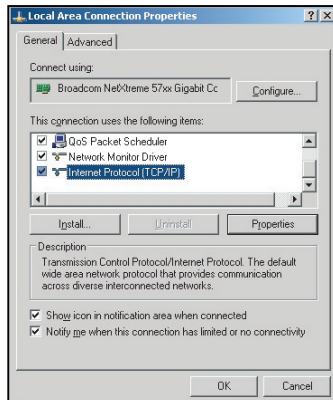 Local Area Connection Properties
General Advanced
Connect using:
Broadcom NetXtreme 57xx Gigabit Cc
Configure...
This connection uses the following items:
QoS Packet Scheduler
Network Monitor Driver
Internet Protocol (TCP/IP)
Install... Uninstall Properties
Description
Transmission Control Protocol/Internet Protocol. The default
wide area network protocol that provides communication
across diverse interconnected networks.
Show icon in notification area when connected
Notify me when this connection has limited or no connectivity
OK Cancel